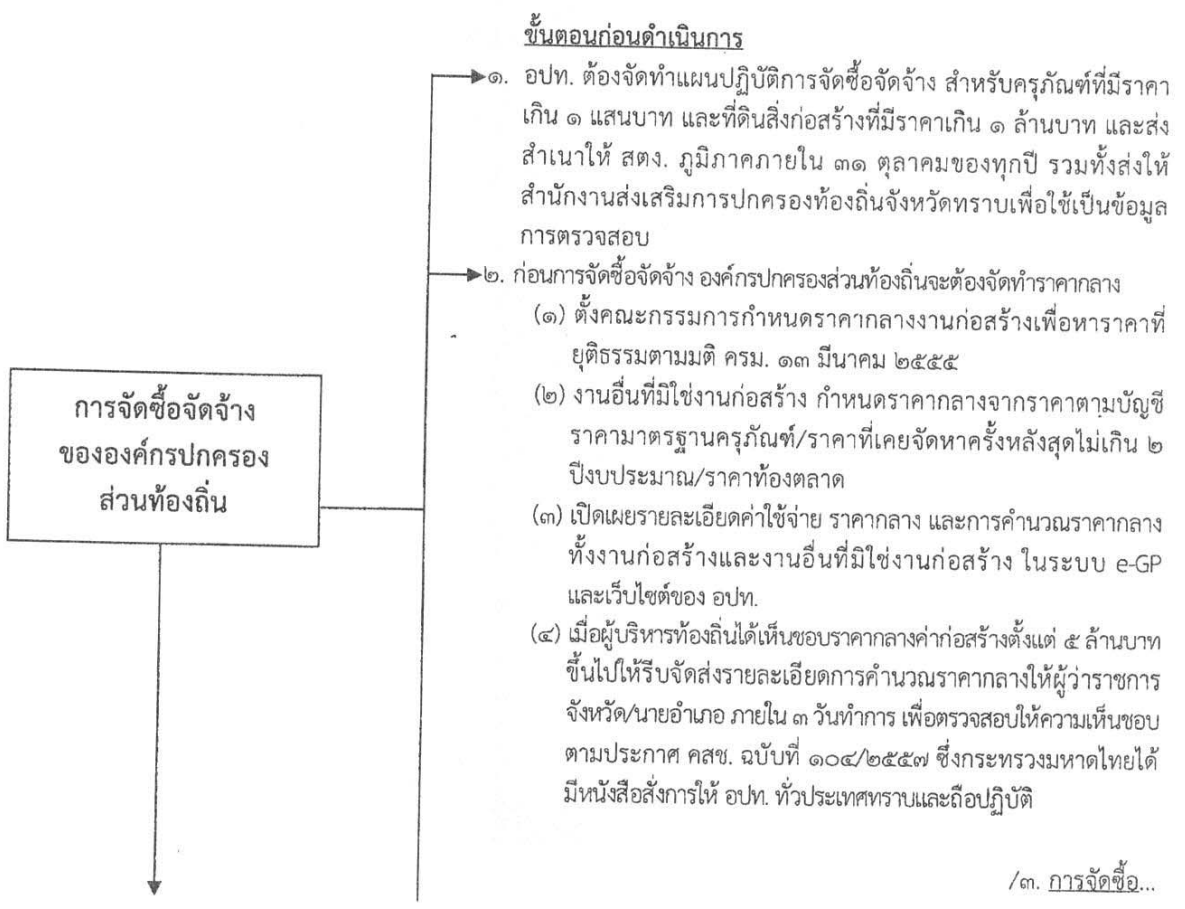 ขั้นตอนก่อนดำเนินการ
๑. อปท. ต้องจัดทำแผนปฏิบัติการจัดซื้อจัดจ้าง สำหรับครุภัณฑ์ที่มีราคา
เกิน ๑ แสนบาท และที่ดินสิ่งก่อสร้างที่มีราคาเกิน ๑ ล้านบาท และส่ง
สำเนาให้ สตง. ภูมิภาคภายใน ๓๑ ตุลาคมของทุกปี รวมทั้งส่งให้
สำนักงานส่งเสริมการปกครองท้องถิ่นจังหวัดทราบเพื่อใช้เป็นข้อมูล
การตรวจสอบ
๒. ก่อนการจัดซื้อจัดจ้าง องค์กรปกครองส่วนท้องถิ่นจะต้องจัดทำราคากลาง
(๑) ตั้งคณะกรรมการกำหนดราคากลางงานก่อสร้างเพื่อหาราคาที่
ยุติธรรมตามมติ ครม. ๑๓ มีนาคม ๒๕๕๕
(๒) งานอื่นที่มิใช่งานก่อสร้าง กำหนดราคากลางจากราคาตามบัญชี
ราคามาตรฐานครุภัณฑ์/ราคาที่เคยจัดหาครั้งหลังสุดไม่เกิน ๒
ปีงบประมาณ/ราคาท้องตลาด
(๓) เปิดเผยรายละเอียดค่าใช้จ่าย ราคากลาง และการคำนวณราคากลาง
ทั้งงานก่อสร้างและงานอื่นที่มิใช่งานก่อสร้าง ในระบบ e-GP
และเว็บไซต์ของ อปท.
(๔) เมื่อผู้บริหารท้องถิ่นได้เห็นชอบราคากลางค่าก่อสร้างตั้งแต่ ๕ ล้านบาท
ขึ้นไปให้รีบจัดส่งรายละเอียดการคำนวณราคากลางให้ผู้ว่าราชการ
จังหวัด/นายอำเภอ ภายใน ๓ วันทำการ เพื่อตรวจสอบให้ความเห็นชอบ
ตามประกาศ คสช. ฉบับที่ ๑๐๔/๒๕๕๗ ซึ่งกระทรวงมหาดไทยได้
มีหนังสือสั่งการให้ อปท. ทั่วประเทศทราบและถือปฏิบัติ
การจัดซื้อจัดจ้าง
ขององค์กรปกครอง
ส่วนท้องถิ่น
/๓. การจัดซื้อ...